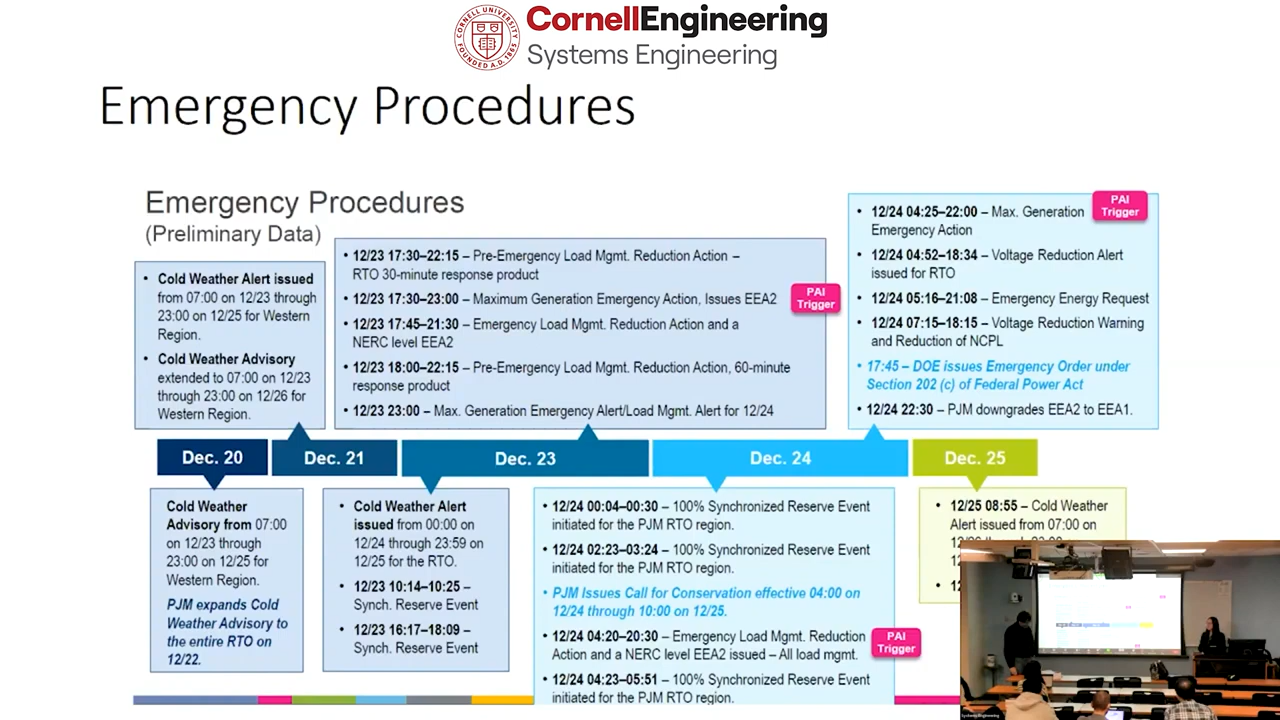 CornellEngineering
Systems Engineering
CORNELL UNIVERSITY
FOUNDED A.D. 1865
Emergency Procedures
Emergency Procedures
(Preliminary Data)
• Cold Weather Alert issued
from 07:00 on 12/23 through
23:00 on 12/25 for Western
Region.
• Cold Weather Advisory
extended to 07:00 on 12/23
through 23:00 on 12/26 for
Western Region.
• 12/23 17:30–22:15 – Pre-Emergency Load Mgmt. Reduction Action –
RTO 30-minute response product
• 12/23 17:30–23:00 – Maximum Generation Emergency Action, Issues EEA2
PAI
Trigger
• 12/23 17:45–21:30 – Emergency Load Mgmt. Reduction Action and a
NERC level EEA2
• 12/23 18:00–22:15 – Pre-Emergency Load Mgmt. Reduction Action, 60-minute
response product
• 12/23 23:00 – Max. Generation Emergency Alert/Load Mgmt. Alert for 12/24
• 12/24 04:25–22:00 – Max. Generation
Emergency Action
PAI
Trigger
• 12/24 04:52–18:34 – Voltage Reduction Alert
issued for RTO
• 12/24 05:16–21:08 – Emergency Energy Request
• 12/24 07:15–18:15 – Voltage Reduction Warning
and Reduction of NCPL
• 17:45 – DOE issues Emergency Order under
Section 202 (c) of Federal Power Act
• 12/24 22:30 – PJM downgrades EEA2 to EEA1.
Dec. 20
Dec. 21
Dec. 23
Dec. 24
Dec. 25
Cold Weather
Advisory from 07:00
on 12/23 through
23:00 on 12/25 for
Western Region.
PJM expands Cold
Weather Advisory to
the entire RTO on
12/22.
• Cold Weather Alert
issued from 00:00 on
12/24 through 23:59 on
12/25 for the RTO.
• 12/23 10:14–10:25 –
Synch. Reserve Event
• 12/23 16:17–18:09 –
Synch. Reserve Event
• 12/24 00:04–00:30 – 100% Synchronized Reserve Event
initiated for the PJM RTO region.
• 12/24 02:23–03:24 – 100% Synchronized Reserve Event
initiated for the PJM RTO region.
• PJM Issues Call for Conservation effective 04:00 on
12/24 through 10:00 on 12/25.
• 12/24 04:20–20:30 – Emergency Load Mgmt. Reduction
Action and a NERC level EEA2 issued – All load mgmt.
PAI
Trigger
• 12/24 04:23–05:51 – 100% Synchronized Reserve Event
initiated for the PJM RTO region.
• 12/25 08:55 – Cold Weather
Alert issued from 07:00 on
Systems Engineering